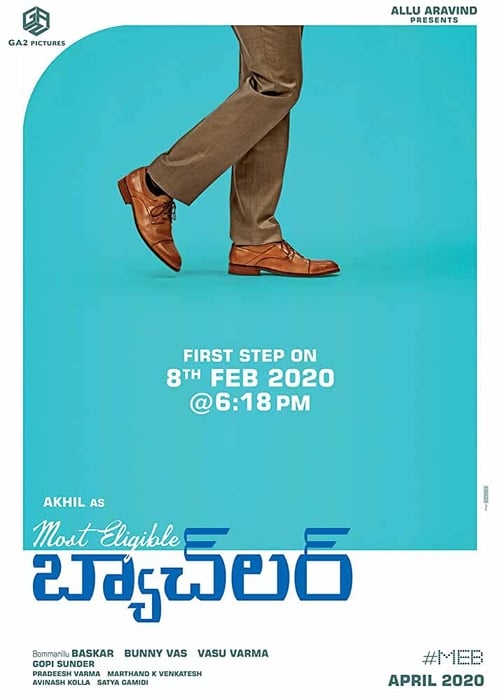 GA2 PICTURES
ALLU ARAVIND
PRESENTS
FIRST STEP ON
8TH FEB 2020
@6:18 PM
AKHIL AS
Most Eligible
బ్యాచ్‌లర్
Bommarillu BASKAR BUNNY VAS VASU VARMA
GOPI SUNDER
PRADEESH VARMA MARTHAND K VENKATESH
AVINASH KOLLA SATYA GAMIDI
#MEB
APRIL 2020